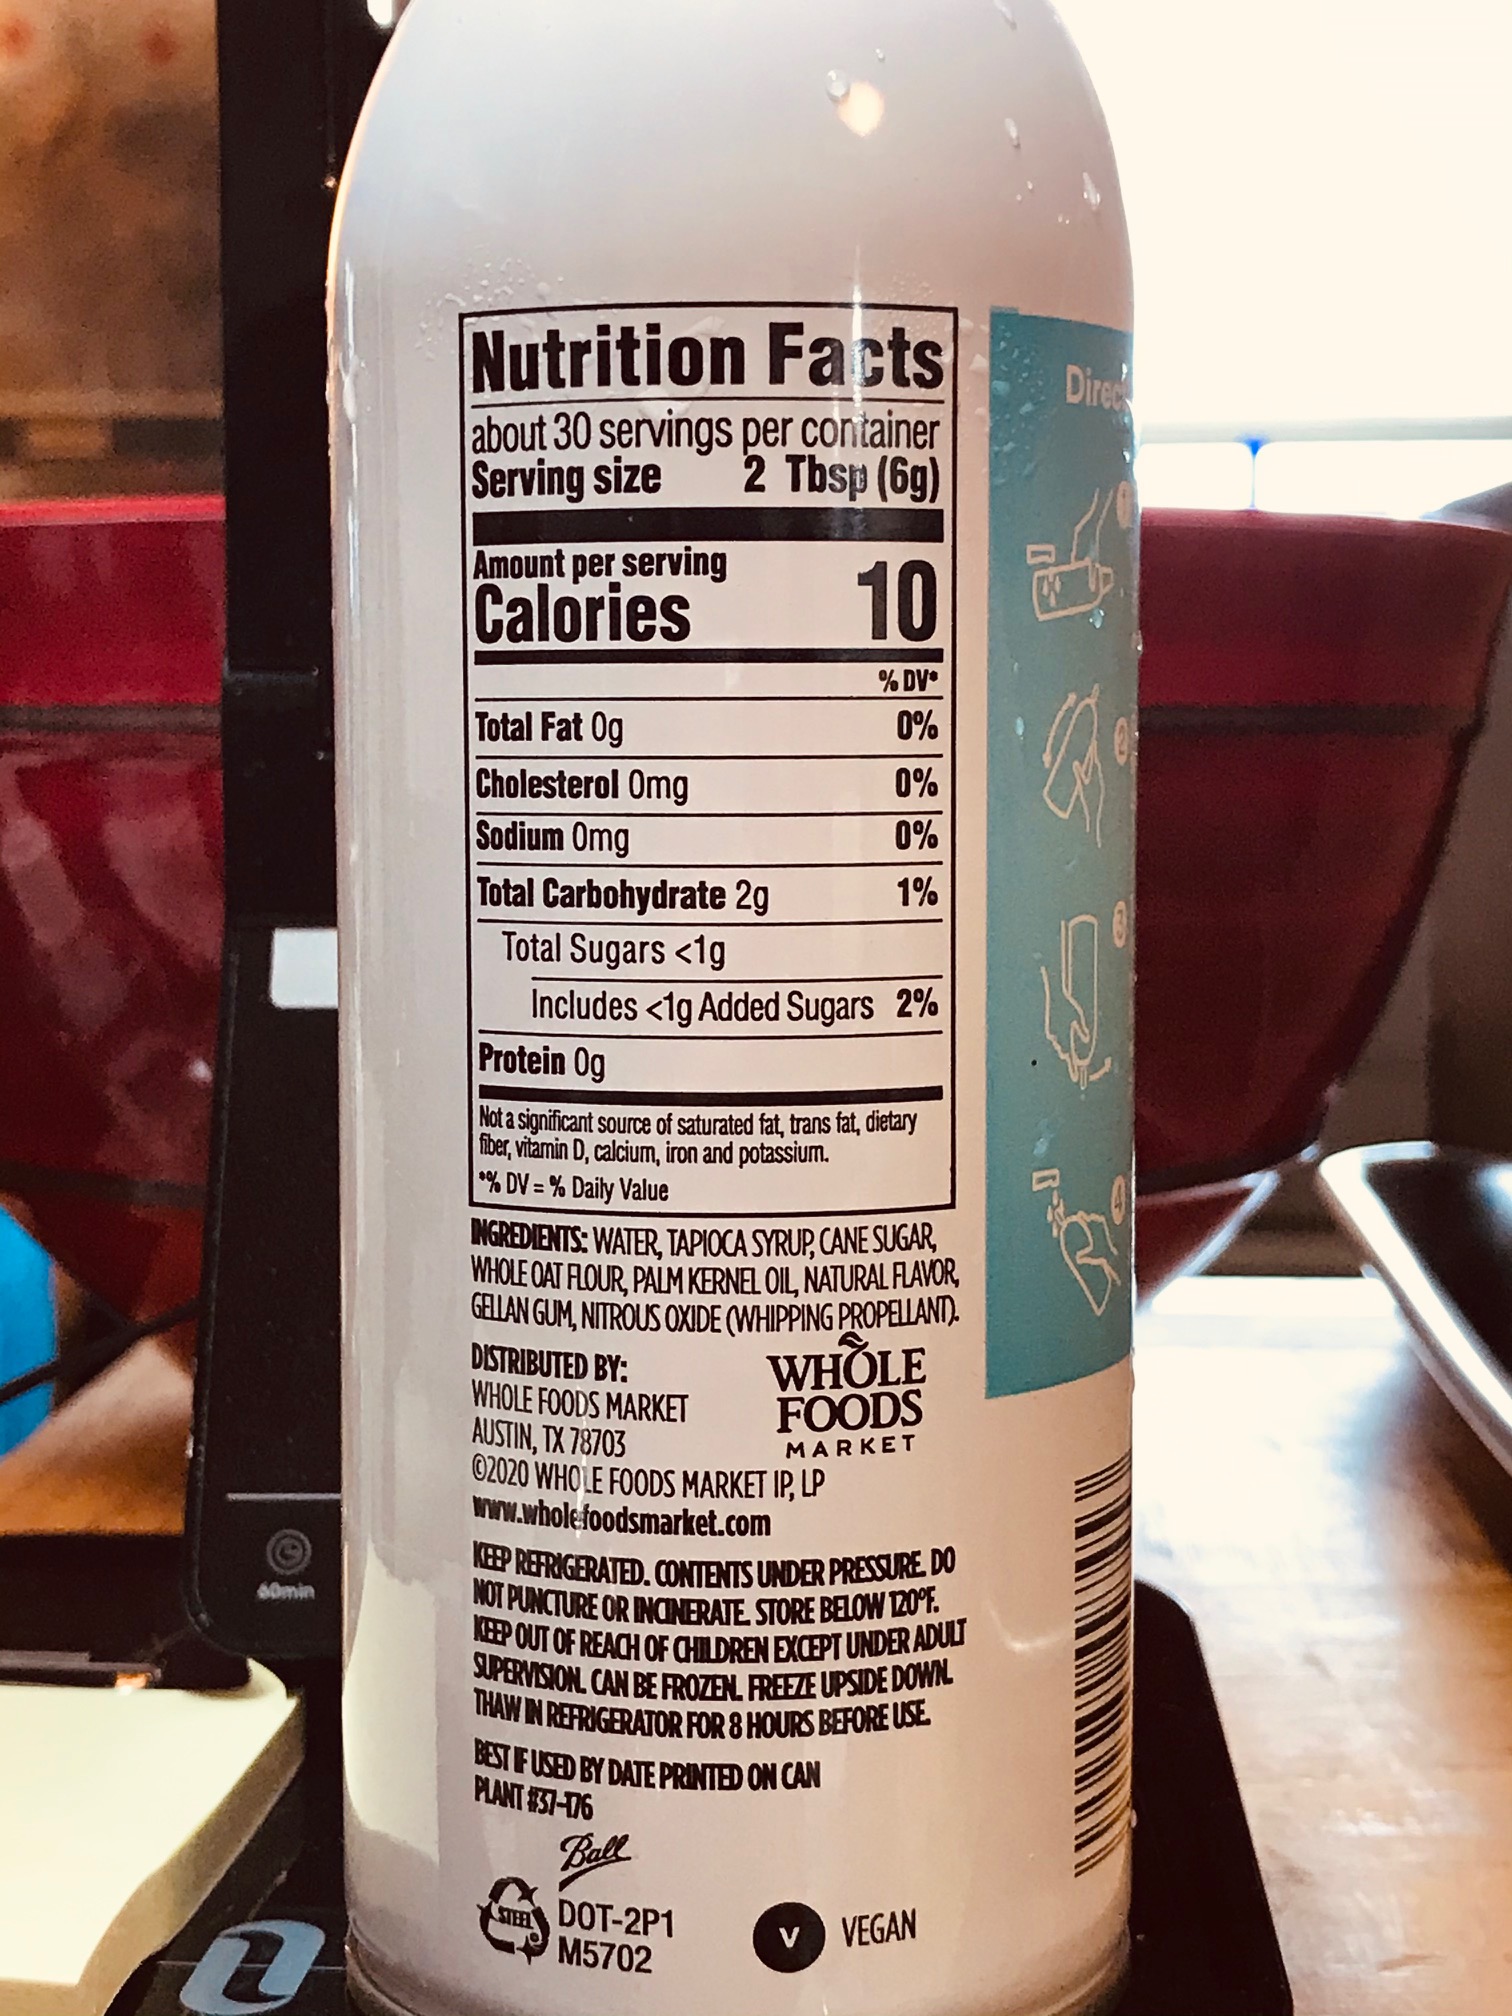 Nutrition Facts
about 30 servings per container
Serving size 2 Tbsp (6g)
Amount per serving
Calories 10
% DV*
Total Fat 0g 0%
Cholesterol 0mg 0%
Sodium 0mg 0%
Total Carbohydrate 2g 1%
Total Sugars <1g
Includes <1g Added Sugars 2%
Protein 0g
Not a significant source of saturated fat, trans fat, dietary
fiber, vitamin D, calcium, iron and potassium.
*% DV = % Daily Value
INGREDIENTS: WATER, TAPIOCA SYRUP, CANE SUGAR,
WHOLE OAT FLOUR, PALM KERNEL OIL, NATURAL FLAVOR,
GELLAN GUM, NITROUS OXIDE (WHIPPING PROPELLANT).
DISTRIBUTED BY:
WHOLE FOODS MARKET
AUSTIN, TX 78703
©2020 WHOLE FOODS MARKET IP, LP
www.wholefoodsmarket.com
WHOLE
FOODS
MARKET
KEEP REFRIGERATED. CONTENTS UNDER PRESSURE. DO
NOT PUNCTURE OR INCINERATE. STORE BELOW 120°F.
KEEP OUT OF REACH OF CHILDREN EXCEPT UNDER ADULT
SUPERVISION. CAN BE FROZEN. FREEZE UPSIDE DOWN.
THAW IN REFRIGERATOR FOR 8 HOURS BEFORE USE.
BEST IF USED BY DATE PRINTED ON CAN
PLANT #37-176
Ball
STEEL
DOT-2P1
M5702
V VEGAN
1
2
3
4
60min